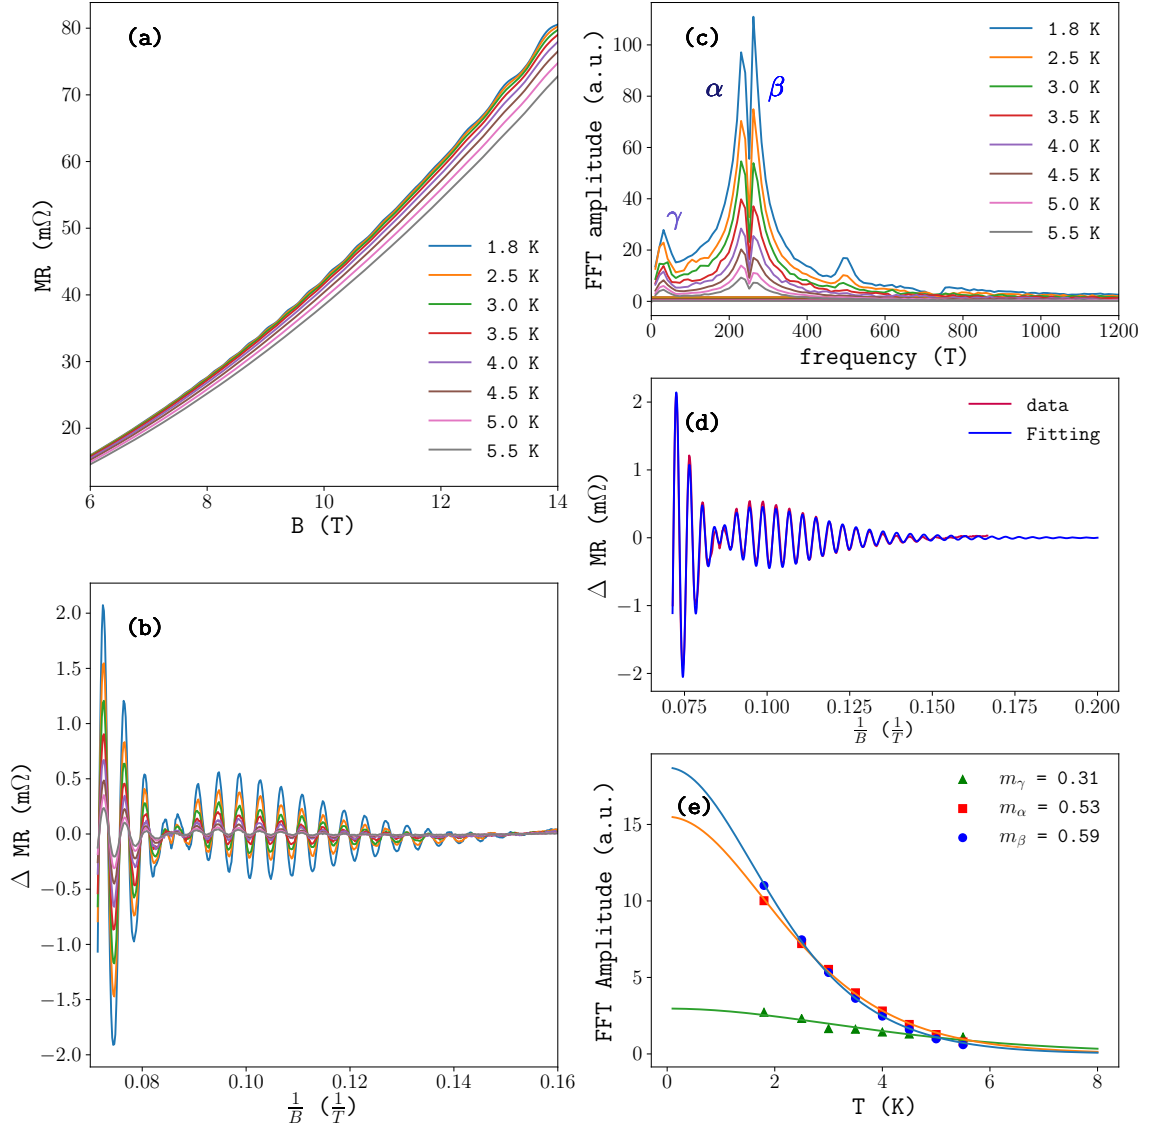 (a)
80
70
60
50
40
30
20
MR (mΩ)
1.8 K
2.5 K
3.0 K
3.5 K
4.0 K
4.5 K
5.0 K
5.5 K
6 8 10 12 14
B (T)
(b)
2.0
1.5
1.0
0.5
0.0
−0.5
−1.0
−1.5
−2.0
Δ MR (mΩ)
0.08 0.10 0.12 0.14 0.16
1/B (1/T)
(c)
100
80
60
40
20
0
FFT amplitude (a.u.)
α
β
γ
1.8 K
2.5 K
3.0 K
3.5 K
4.0 K
4.5 K
5.0 K
5.5 K
0 200 400 600 800 1000 1200
frequency (T)
(d)
2
1
0
−1
−2
Δ MR (mΩ)
data
Fitting
0.075 0.100 0.125 0.150 0.175 0.200
1/B (1/T)
(e)
15
10
5
0
FFT Amplitude (a.u.)
mγ = 0.31
mα = 0.53
mβ = 0.59
0 2 4 6 8
T (K)